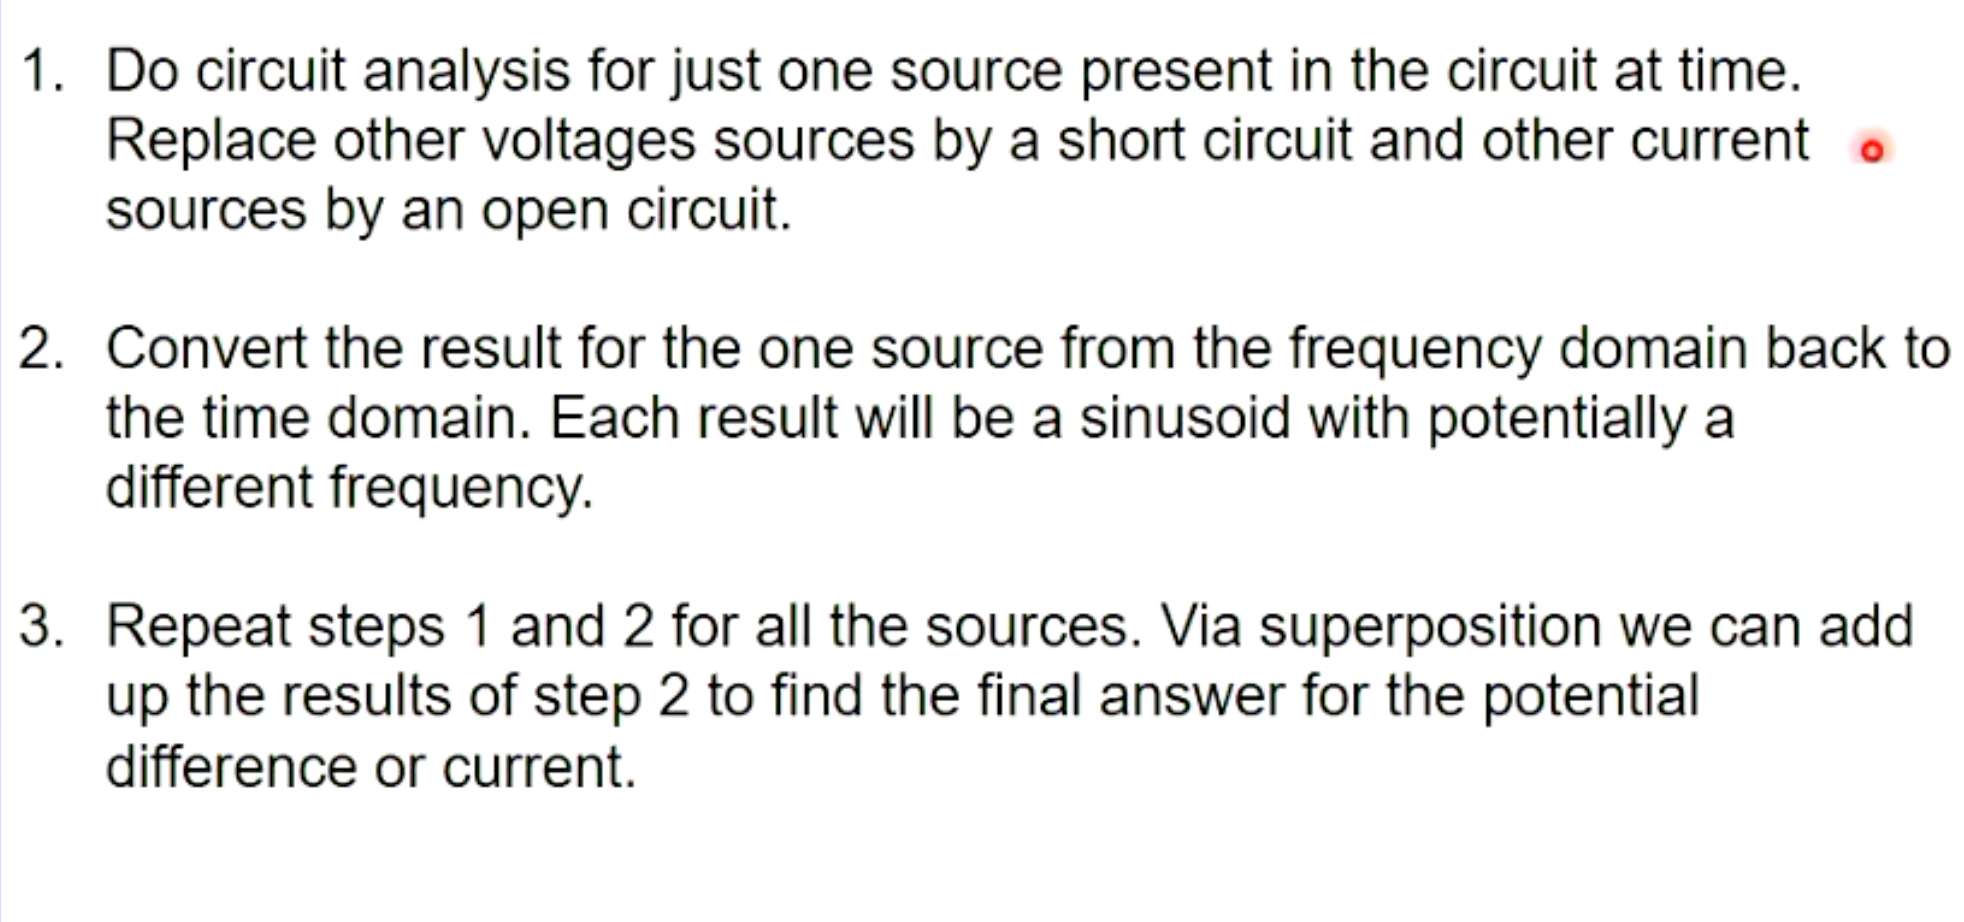 1. Do circuit analysis for just one source present in the circuit at time.
Replace other voltages sources by a short circuit and other current
sources by an open circuit.
2. Convert the result for the one source from the frequency domain back to
the time domain. Each result will be a sinusoid with potentially a
different frequency.
3. Repeat steps 1 and 2 for all the sources. Via superposition we can add
up the results of step 2 to find the final answer for the potential
difference or current.